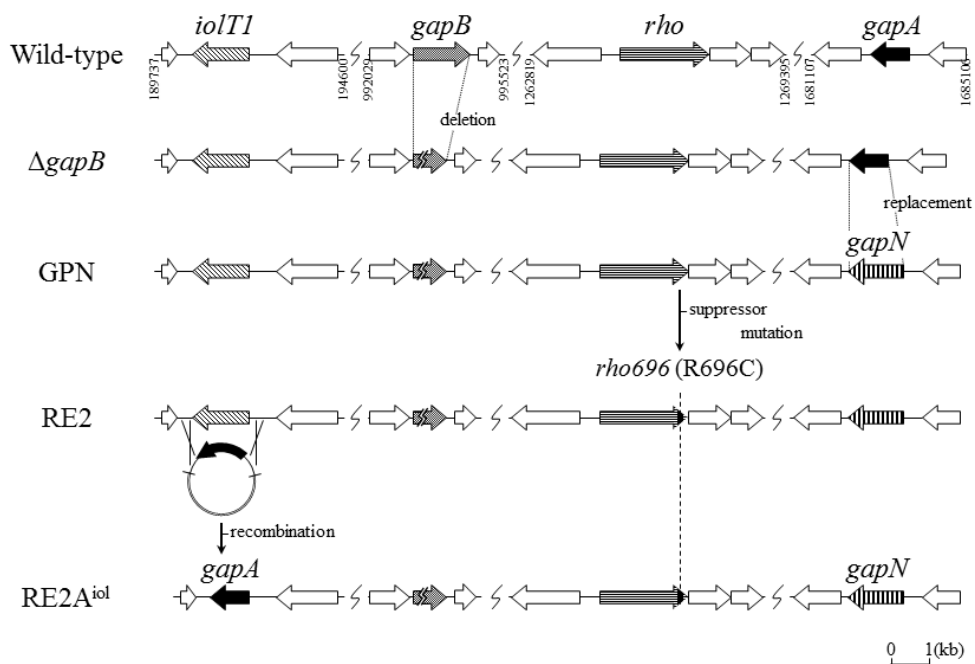 iolT1 gapB rho gapA
Wild-type
189737 194600 992029 995523 1262819 1269395 1681107 1685106
deletion
ΔgapB
replacement
gapN
GPN
suppressor
mutation
rho696 (R696C)
RE2
recombination
gapA gapN
RE2A^iol
0 1(kb)